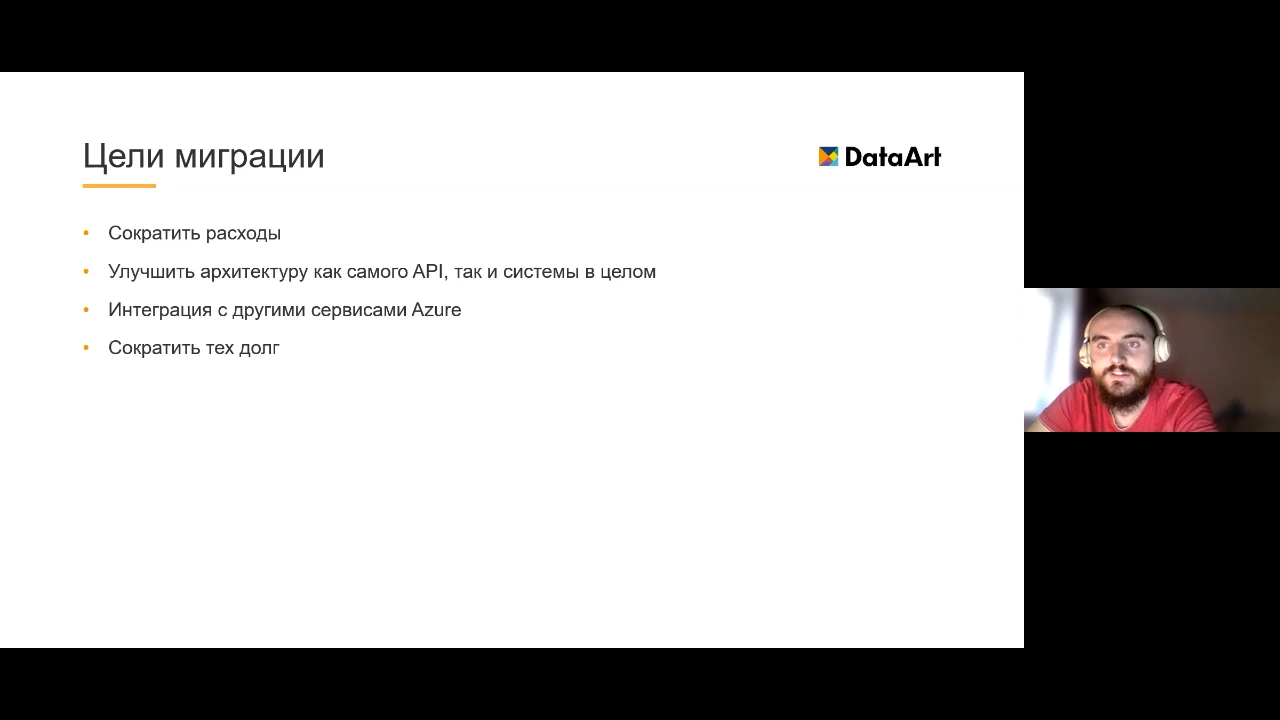 Цели миграции
DataArt
Сократить расходы
Улучшить архитектуру как самого API, так и системы в целом
Интеграция с другими сервисами Azure
Сократить тех долг